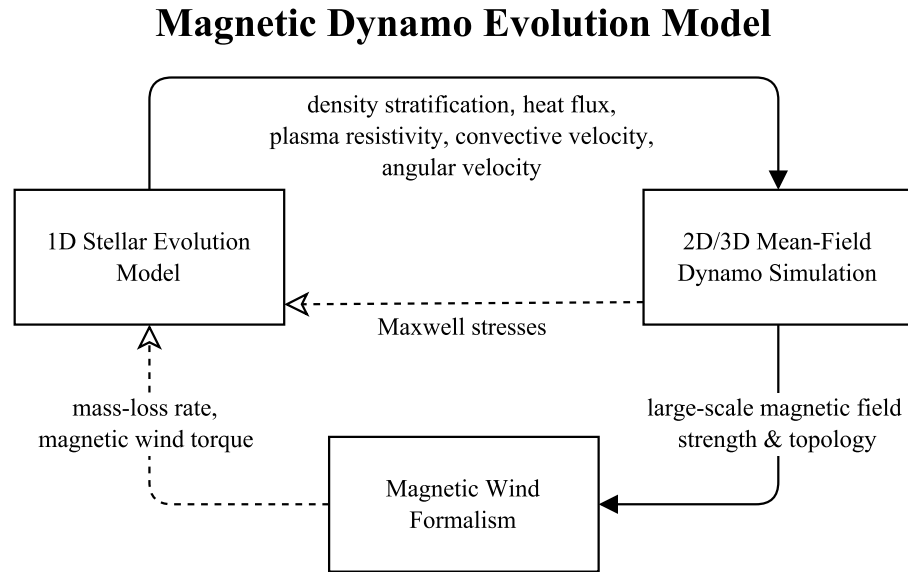 Magnetic Dynamo Evolution Model
density stratification, heat flux,
plasma resistivity, convective velocity,
angular velocity
1D Stellar Evolution
Model
2D/3D Mean-Field
Dynamo Simulation
Maxwell stresses
mass-loss rate,
magnetic wind torque
large-scale magnetic field
strength & topology
Magnetic Wind
Formalism